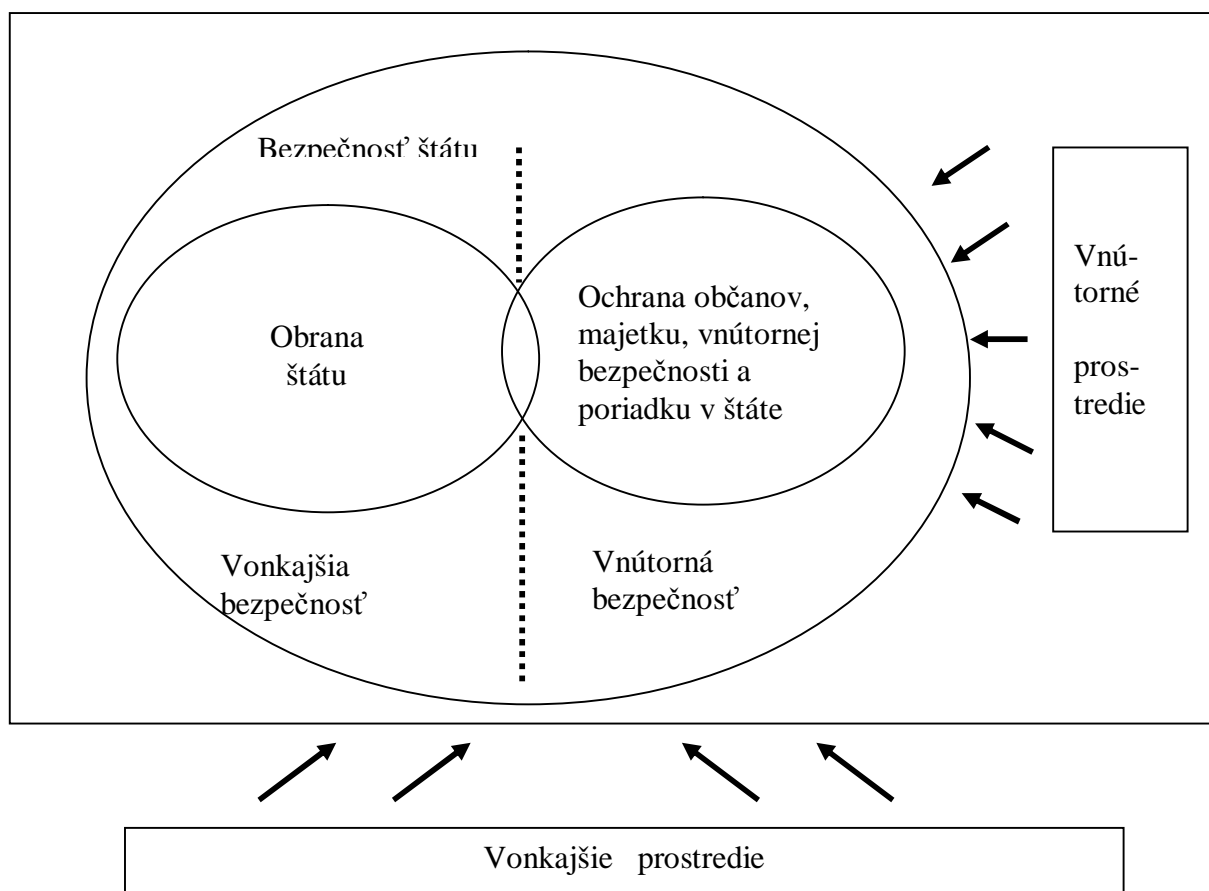 Bezpečnosť štátu
Obrana
štátu
Ochrana občanov,
majetku, vnútornej
bezpečnosti a
poriadku v štáte
Vonkajšia
bezpečnosť
Vnútorná
bezpečnosť
Vnú-
torné
pros-
tredie
Vonkajšie prostredie